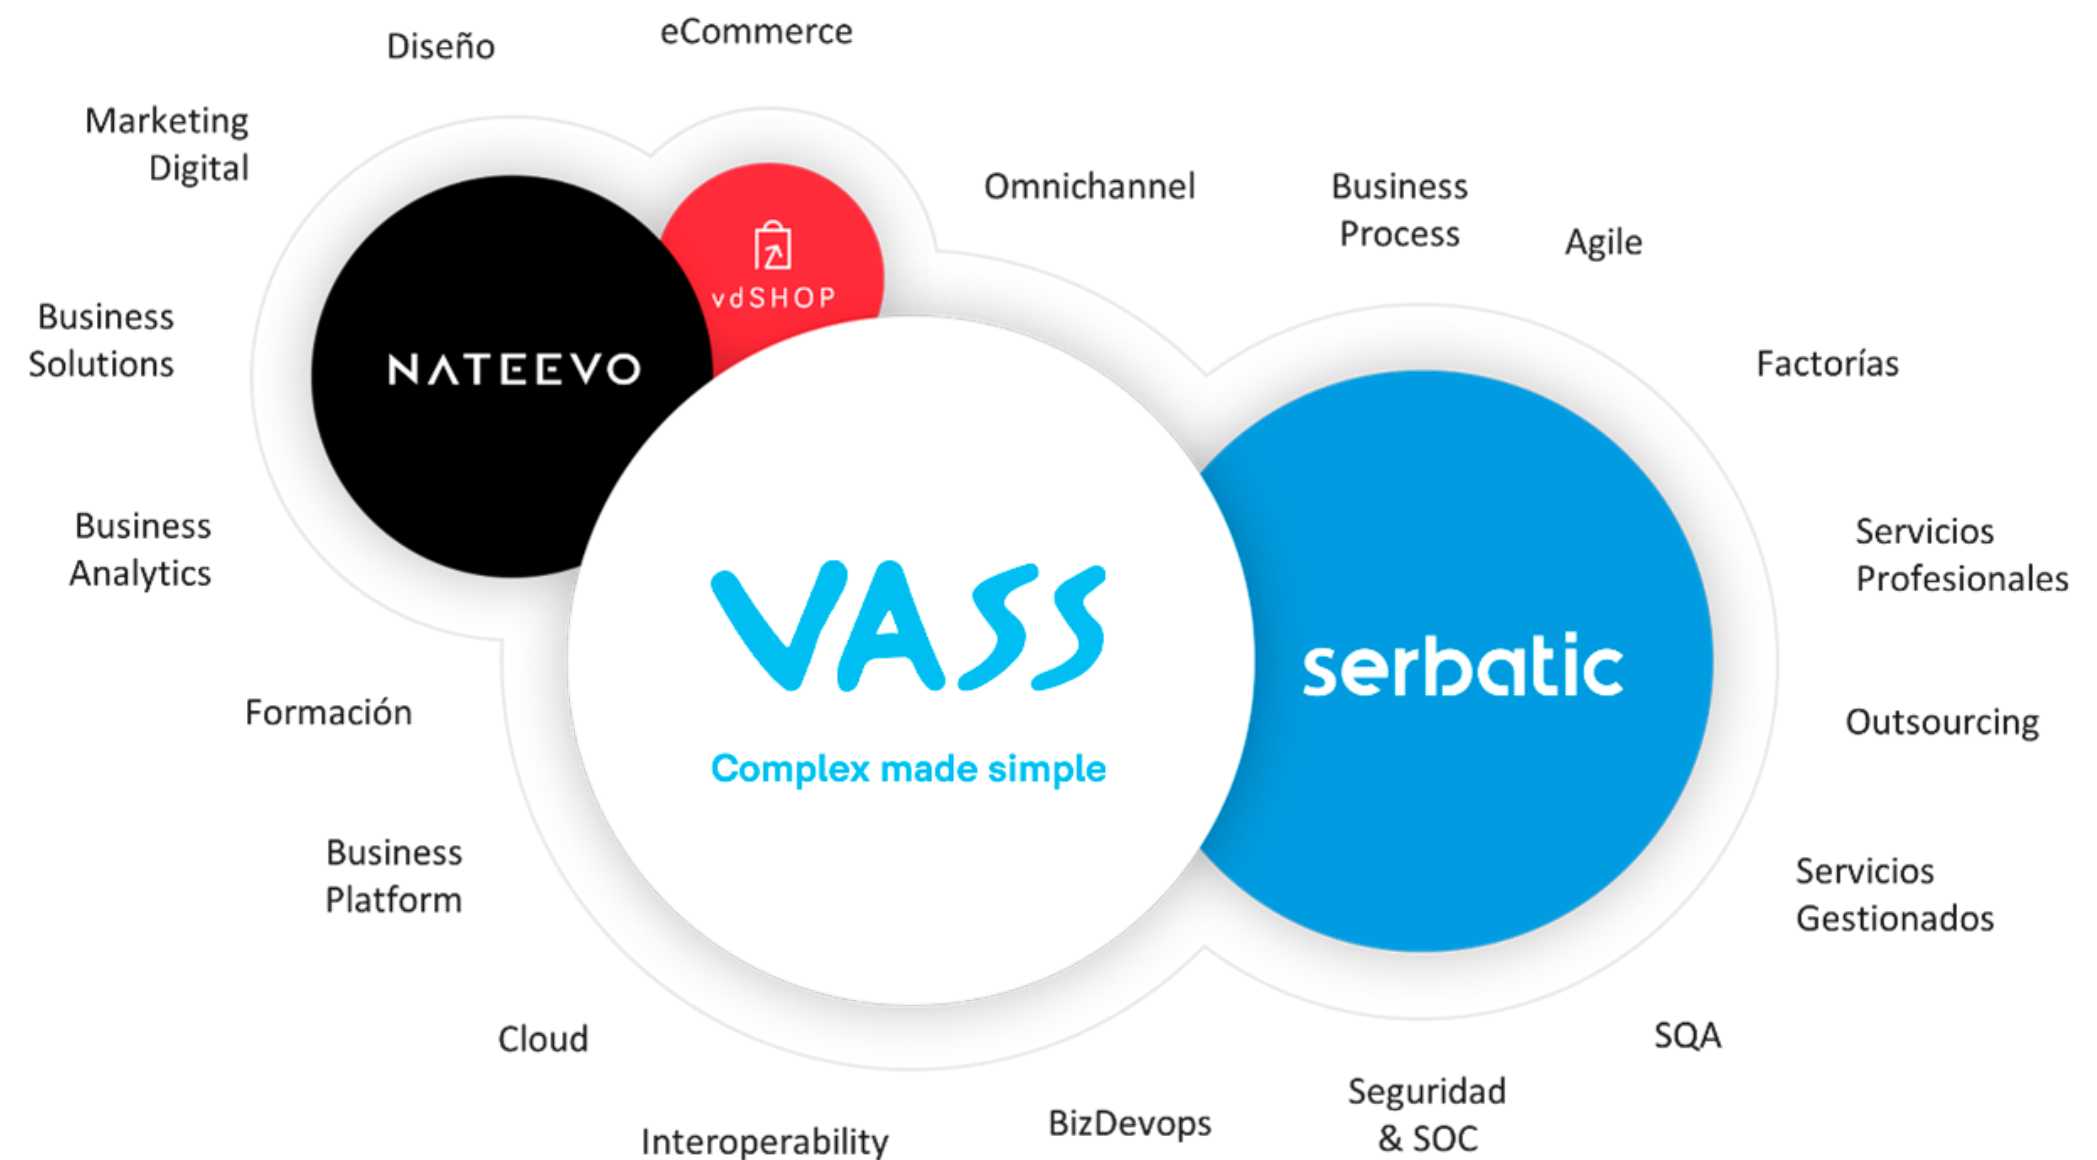 eCommerce
Diseño
Marketing
Digital
Omnichannel
Business
Process
Agile
vdSHOP
Business
Solutions
NATEEVO
Factorías
Business
Analytics
Servicios
Profesionales
VASS
serbatic
Formación
Outsourcing
Complex made simple
Business
Platform
Servicios
Gestionados
Cloud
SQA
Seguridad
& SOC
BizDevops
Interoperability